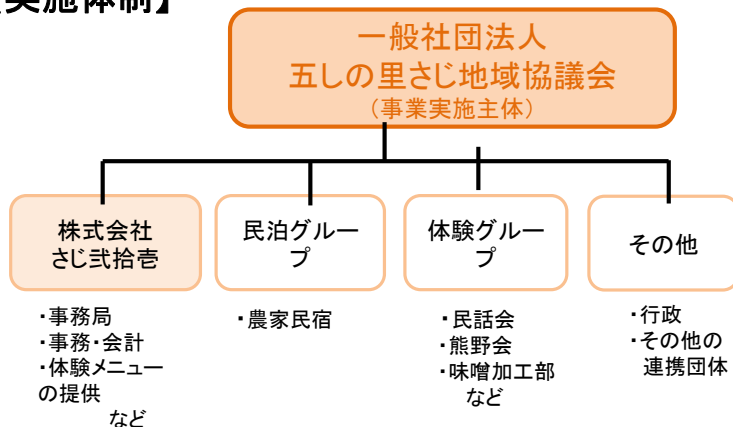 実施体制】
一般社団法人
五しの里さじ地域協議会
（事業実施主体）
株式会社
さじ弐拾壱
・事務局
・事務・会計
・体験メニュー
の提供
など
民泊グルー
プ
・農家民宿
体験グルー
プ
・民話会
・熊野会
・味噌加工部
など
その他
・行政
・その他の
連携団体